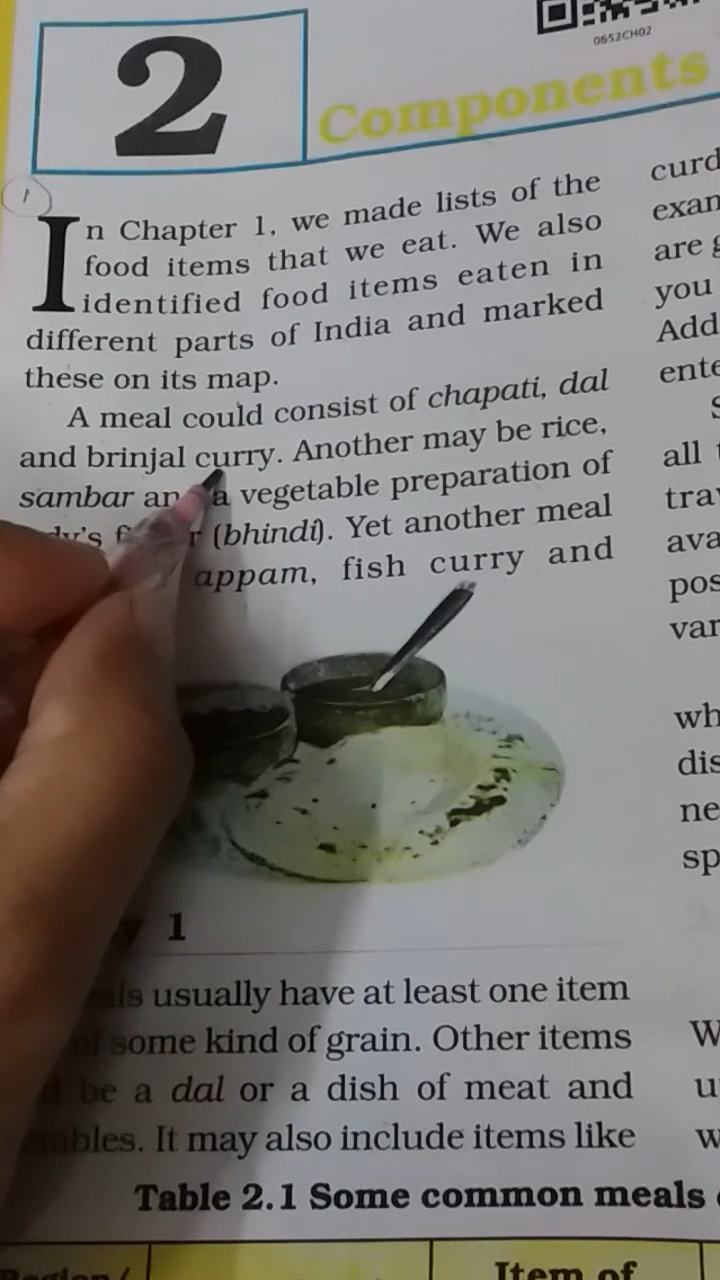 0652CH02
2
Components
1
In Chapter 1, we made lists of the
food items that we eat. We also
identified food items eaten in
different parts of India and marked
these on its map.
A meal could consist of chapati, dal
and brinjal curry. Another may be rice,
sambar a vegetable preparation of
(bhindi). Yet another meal
appam, fish curry and
1
usually have at least one item
some kind of grain. Other items
be a dal or a dish of meat and
It may also include items like
Table 2.1 Some common meals
Item of
curd
exam
are g
you
Add
ente
S
all t
tra
ava
pos
var
wh
dis
ne
sp
W
u
w